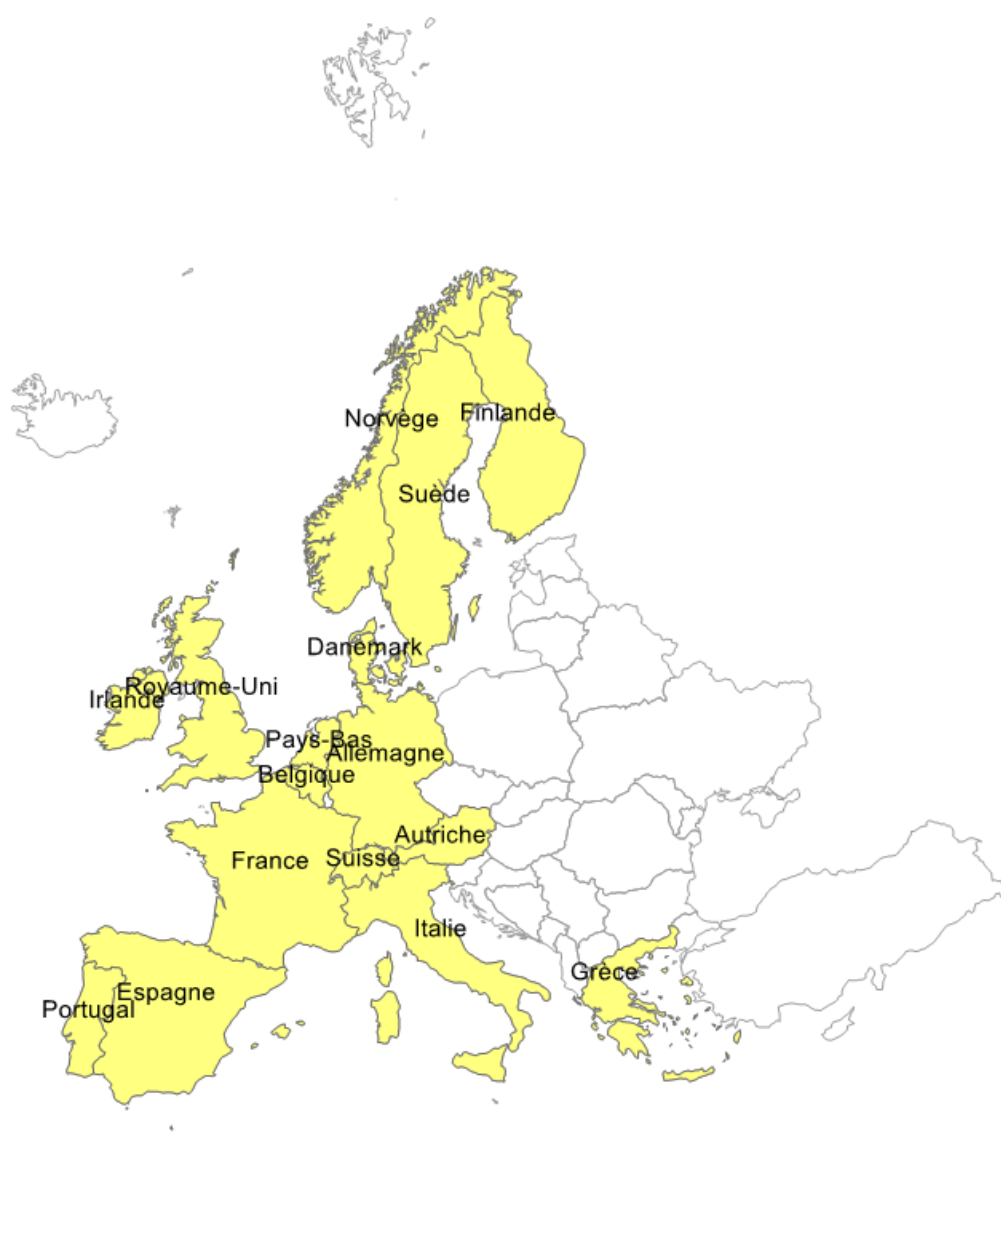 Norvège
Finlande
Suède
Danemark
Royaume-Uni
Irlande
Pays-Bas
Allemagne
Belgique
Autriche
France
Suisse
Italie
Grèce
Espagne
Portugal